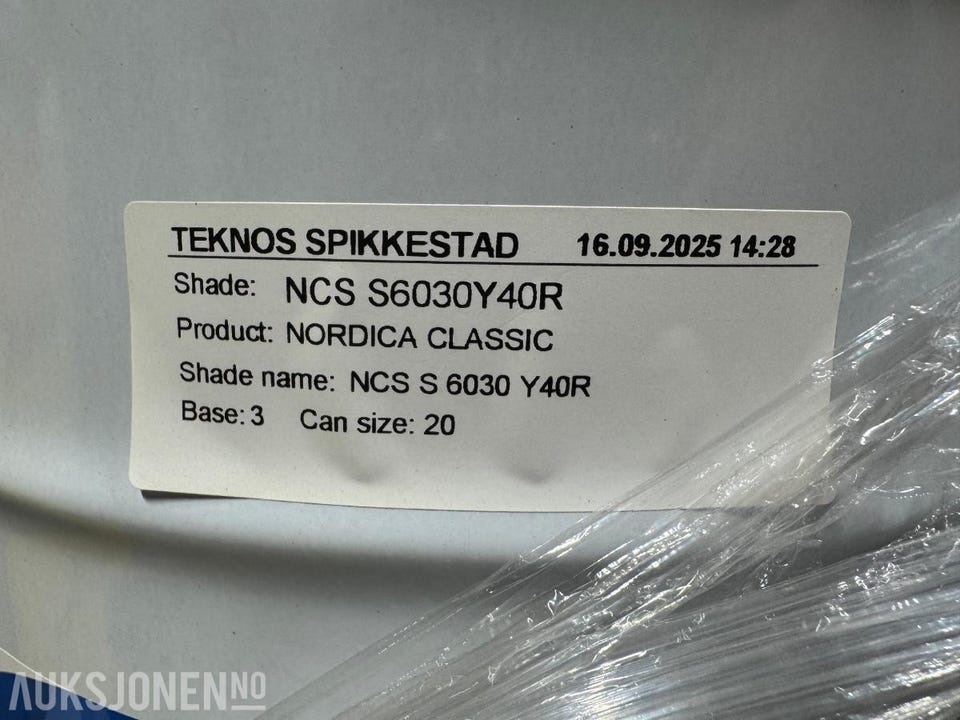 TEKNOS SPIKKESTAD 16.09.2025 14:28
Shade: NCS S6030Y40R
Product: NORDICA CLASSIC
Shade name: NCS S 6030 Y40R
Base: 3 Can size: 20
AUKSJONEN NO